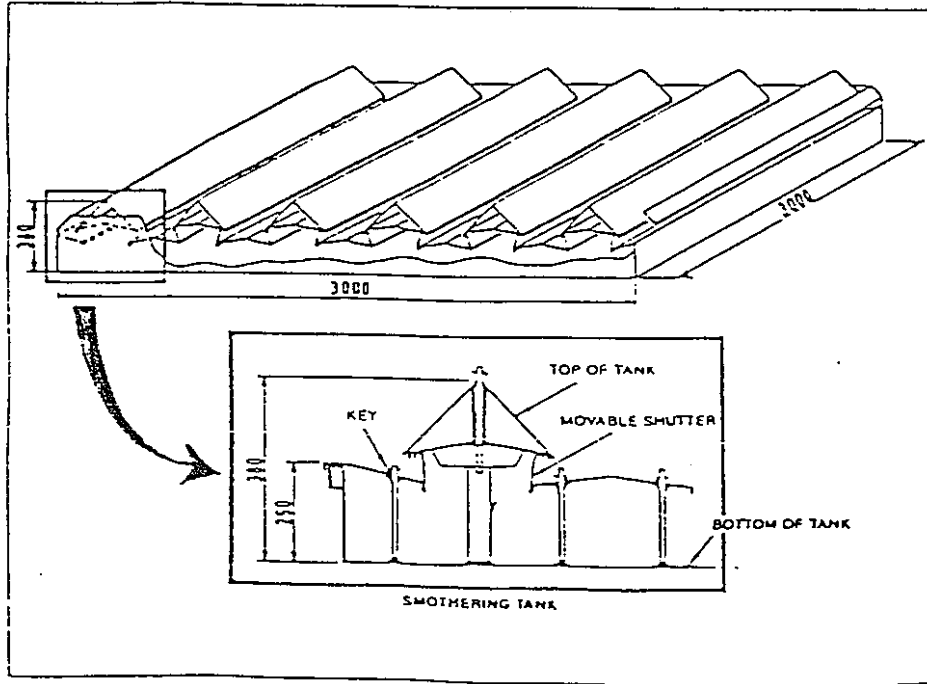 380
3000
3000
TOP OF TANK
KEY
MOVABLE SHUTTER
380
250
BOTTOM OF TANK
SMOTHERING TANK